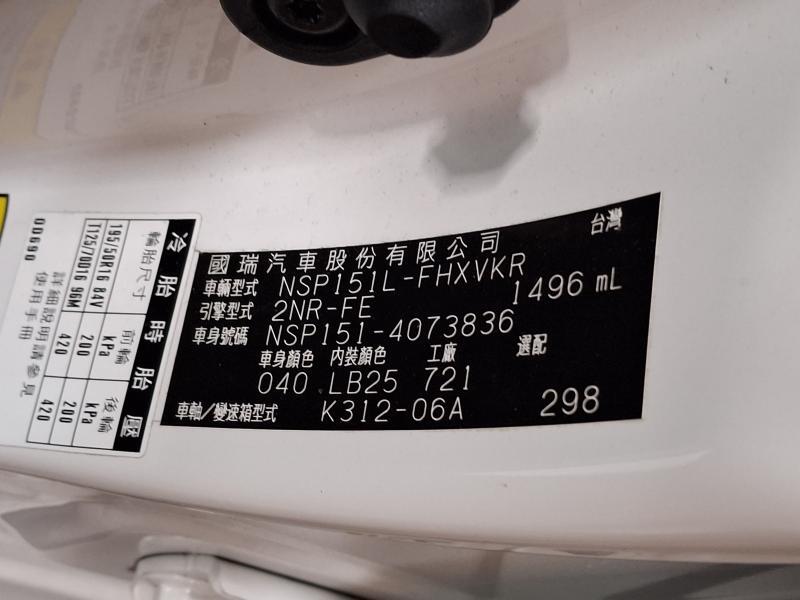 國瑞汽車股份有限公司 台灣
車輛型式 NSP151L-FHXVKR
引擎型式 2NR-FE 1496 mL
車身號碼 NSP151-4073836
車身顏色 內裝顏色 工廠 選配
040 LB25 721
車軸/變速箱型式 K312-06A 298
冷胎時胎壓
輪胎尺寸 前輪 後輪
kPa kPa
195/50R16 84V 200 200
T125/70D16 96M 420 420
詳細說明請參見
使用手冊
0D690